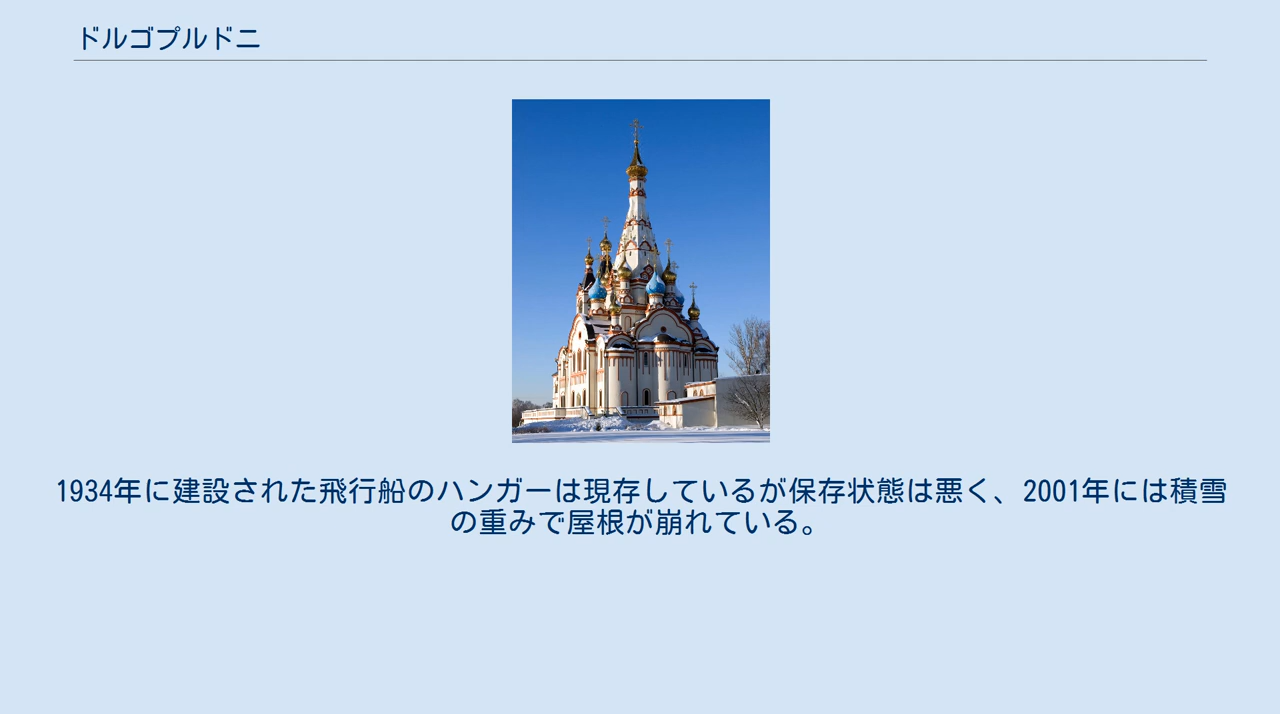 ドルゴプルドニ
1934年に建設された飛行船のハンガーは現存しているが保存状態は悪く、2001年には積雪
の重みで屋根が崩れている。